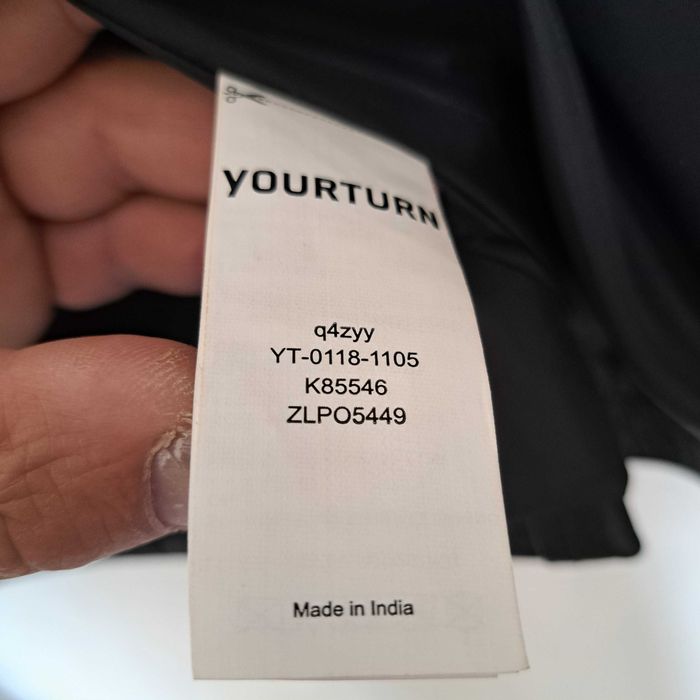 YOURTURN
q4zyy
YT-0118-1105
K85546
ZLPO5449
Made in India